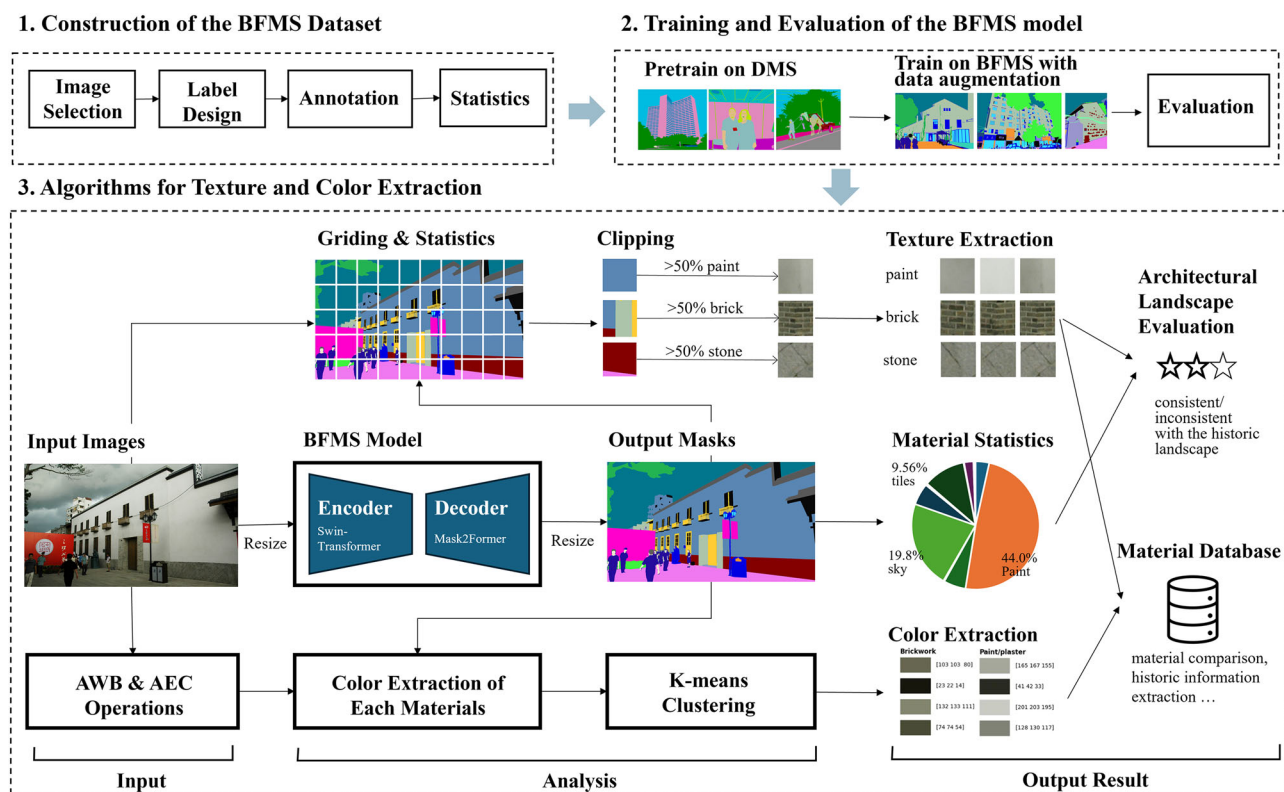 1. Construction of the BFMS Dataset
Image
Selection
Label
Design
Annotation
Statistics
2. Training and Evaluation of the BFMS model
Pretrain on DMS
Train on BFMS with
data augmentation
Evaluation
3. Algorithms for Texture and Color Extraction
Griding & Statistics
Clipping
>50% paint
>50% brick
>50% stone
Texture Extraction
paint
brick
stone
Architectural
Landscape
Evaluation
consistent/
inconsistent
with the historic
landscape
Input Images
Resize
BFMS Model
Encoder
Swin-
Transformer
Decoder
Mask2Former
Resize
Output Masks
Material Statistics
9.56%
tiles
19.8%
sky
44.0%
Paint
Material Database
material comparison,
historic information
extraction ...
AWB & AEC
Operations
Color Extraction of
Each Materials
K-means
Clustering
Color Extraction
Brickwork
Paint/plaster
[103 103 80]
[165 167 155]
[23 22 14]
[41 42 33]
[132 133 111]
[201 203 195]
[74 74 54]
[128 130 117]
Input
Analysis
Output Result